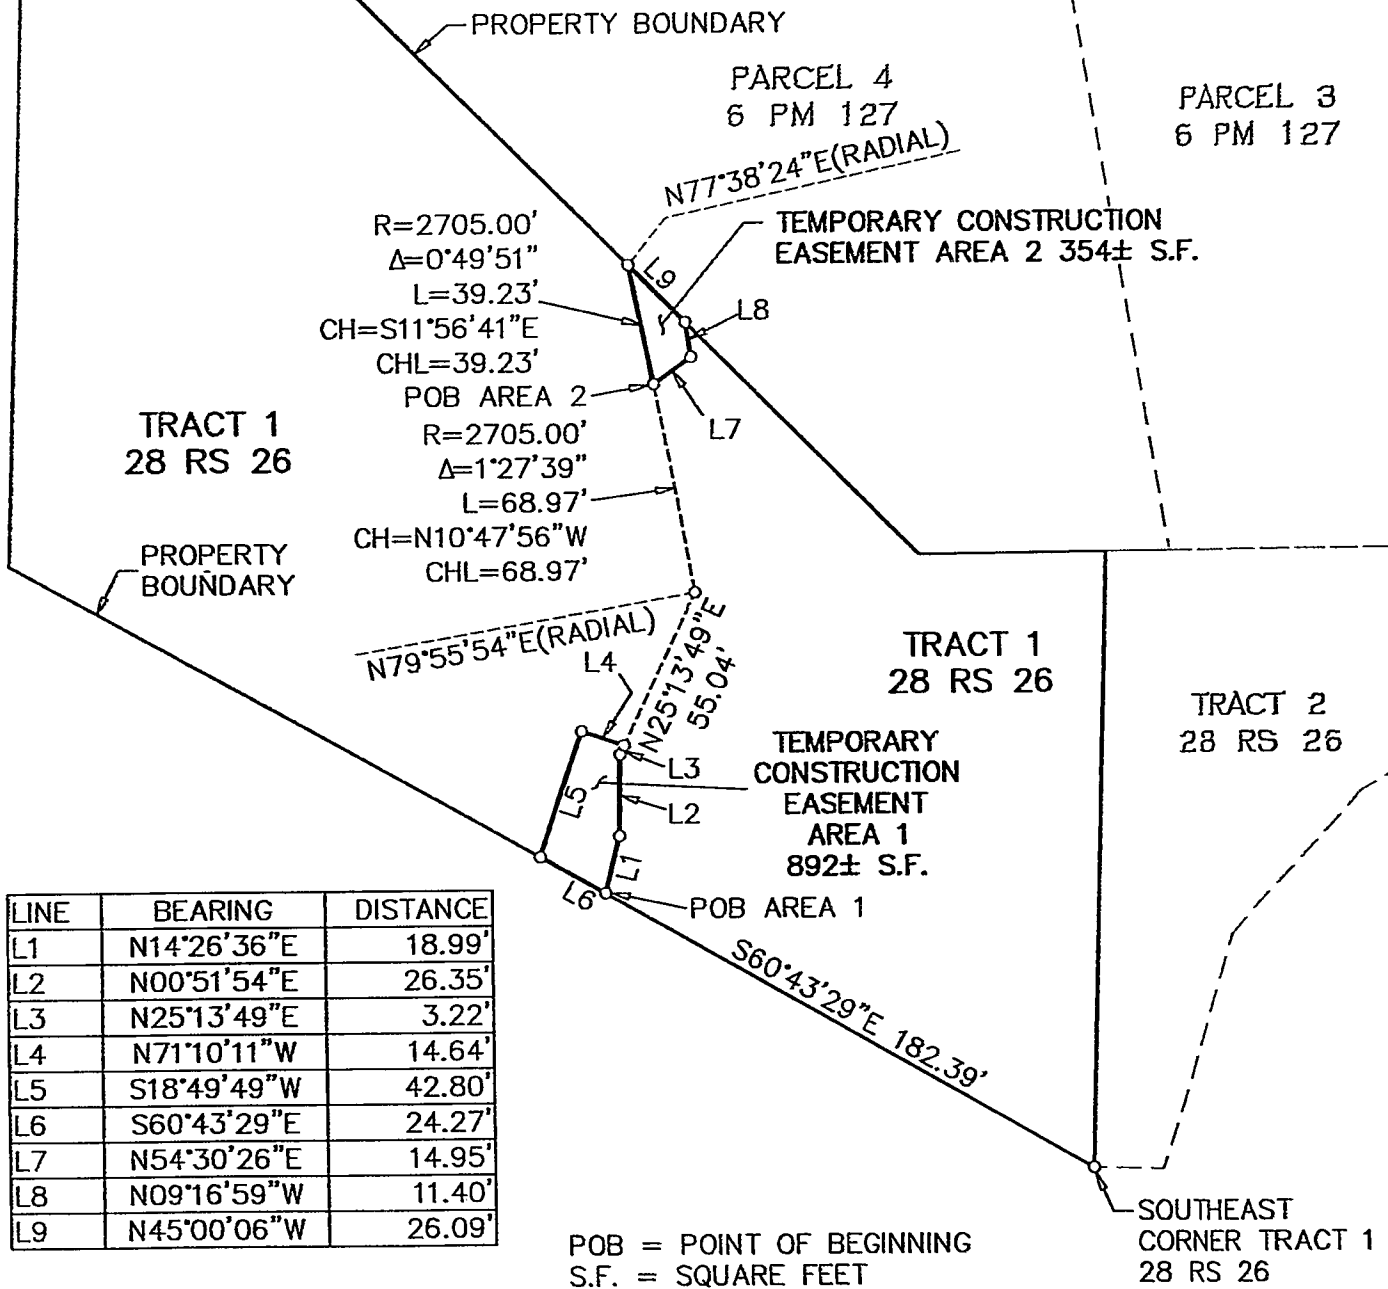 PROPERTY BOUNDARY
PARCEL 4
6 PM 127
PARCEL 3
6 PM 127
N77°38'24"E(RADIAL)
R=2705.00'
Δ=0°49'51"
L=39.23'
CH=S11°56'41"E
CHL=39.23'
POB AREA 2
TEMPORARY CONSTRUCTION
EASEMENT AREA 2 354± S.F.
L9
L8
L7
TRACT 1
28 RS 26
R=2705.00'
Δ=1°27'39"
L=68.97'
CH=N10°47'56"W
CHL=68.97'
PROPERTY
BOUNDARY
N79°55'54"E(RADIAL)
N25°13'49"E
55.04'
TRACT 1
28 RS 26
TRACT 2
28 RS 26
L4
L3
L5
L2
L1
L6
TEMPORARY
CONSTRUCTION
EASEMENT
AREA 1
892± S.F.
POB AREA 1
S60°43'29"E 182.39'
LINE BEARING DISTANCE
L1 N14°26'36"E 18.99'
L2 N00°51'54"E 26.35'
L3 N25°13'49"E 3.22'
L4 N71°10'11"W 14.64'
L5 S18°49'49"W 42.80'
L6 S60°43'29"E 24.27'
L7 N54°30'26"E 14.95'
L8 N09°16'59"W 11.40'
L9 N45°00'06"W 26.09'
POB = POINT OF BEGINNING
S.F. = SQUARE FEET
SOUTHEAST
CORNER TRACT 1
28 RS 26